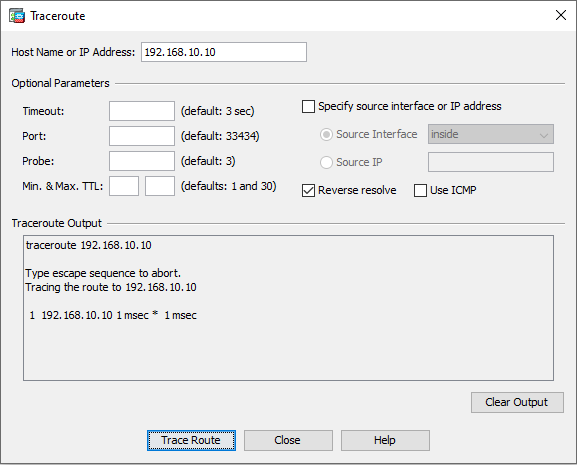 Traceroute
Host Name or IP Address: 192.168.10.10
Optional Parameters
Timeout: (default: 3 sec)
Port: (default: 33434)
Probe: (default: 3)
Min. & Max. TTL: (defaults: 1 and 30)
Specify source interface or IP address
Source Interface inside
Source IP
Reverse resolve Use ICMP
Traceroute Output
traceroute 192.168.10.10
Type escape sequence to abort.
Tracing the route to 192.168.10.10
1 192.168.10.10 1 msec * 1 msec
Clear Output
Trace Route Close Help